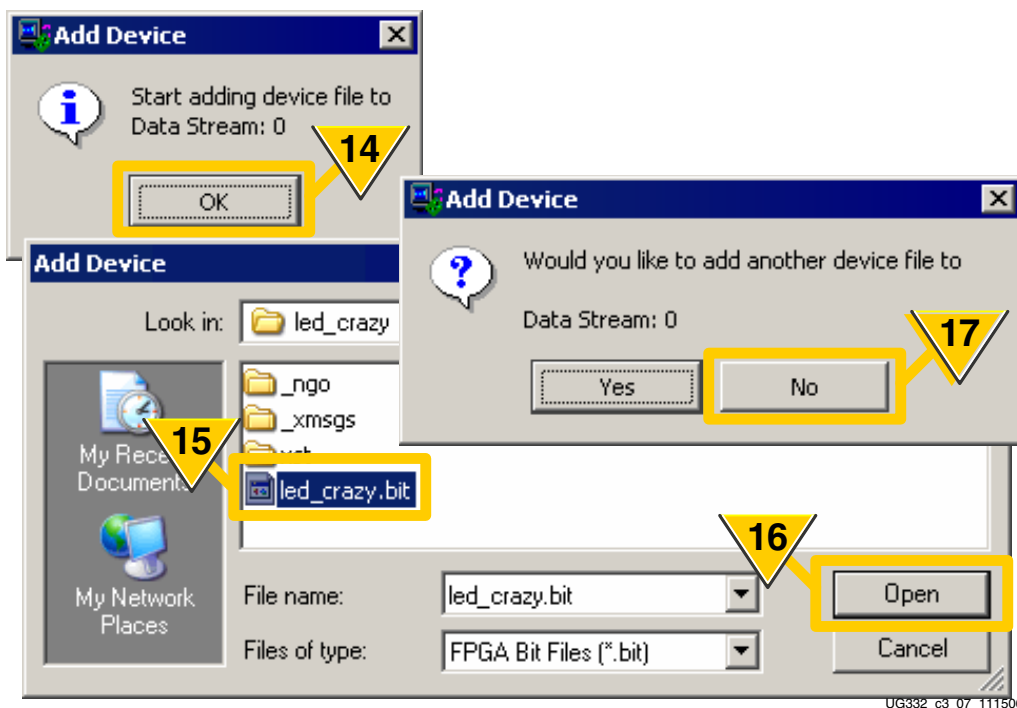 Add Device
Start adding device file to
Data Stream: 0
14
OK
Add Device
Would you like to add another device file to
Data Stream: 0
17
Yes
No
Add Device
Look in:
led_crazy
_ngo
_xmsgs
15
My
Documents
led_crazy.bit
16
My Network
Places
File name:
led_crazy.bit
Open
Files of type:
FPGA Bit Files (*.bit)
Cancel